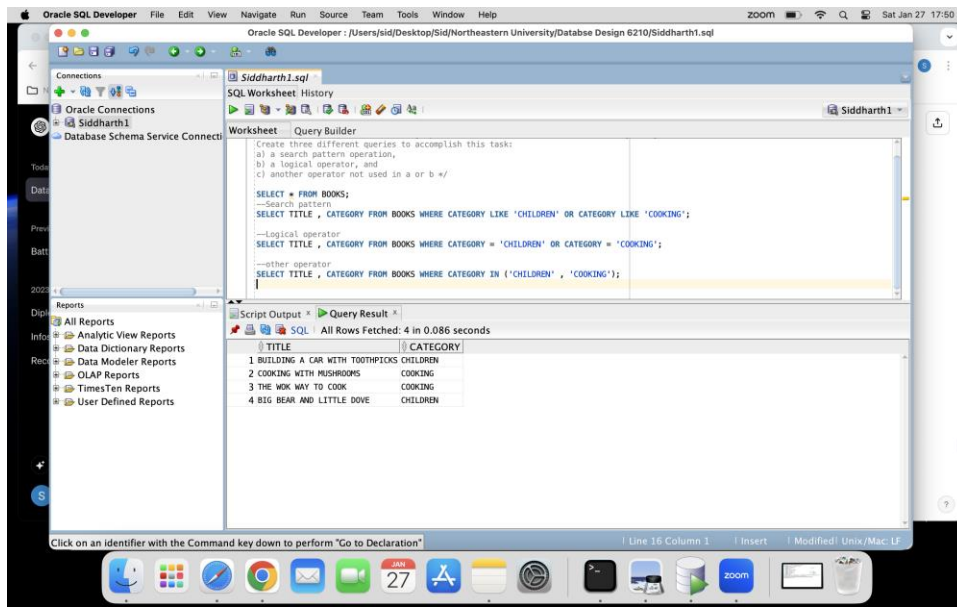 Oracle SQL Developer File Edit View Navigate Run Source Team Tools Window Help zoom Sat Jan 27 17:50
Oracle SQL Developer : /Users/sid/Desktop/Sid/Northeastern University/Databse Design 6210/Siddharth1.sql
Connections
Oracle Connections
Siddharth1
Database Schema Service Connecti
Siddharth1.sql
SQL Worksheet History
Siddharth1
Worksheet Query Builder
Create three different queries to accomplish this task:
a) a search pattern operation,
b) a logical operator, and
c) another operator not used in a or b */
SELECT * FROM BOOKS;
--Search pattern
SELECT TITLE , CATEGORY FROM BOOKS WHERE CATEGORY LIKE 'CHILDREN' OR CATEGORY LIKE 'COOKING';
--Logical operator
SELECT TITLE , CATEGORY FROM BOOKS WHERE CATEGORY = 'CHILDREN' OR CATEGORY = 'COOKING';
--other operator
SELECT TITLE , CATEGORY FROM BOOKS WHERE CATEGORY IN ('CHILDREN' , 'COOKING');
Toda
Data
Previ
Batt
2023
Dipl
Infos
Reco
S
S
Reports
All Reports
Analytic View Reports
Data Dictionary Reports
Data Modeler Reports
OLAP Reports
TimesTen Reports
User Defined Reports
Script Output Query Result
SQL All Rows Fetched: 4 in 0.086 seconds
TITLE CATEGORY
1 BUILDING A CAR WITH TOOTHPICKS CHILDREN
2 COOKING WITH MUSHROOMS COOKING
3 THE WOK WAY TO COOK COOKING
4 BIG BEAR AND LITTLE DOVE CHILDREN
Click on an identifier with the Command key down to perform "Go to Declaration"
Line 16 Column 1 Insert Modified Unix/Mac: LF
JAN
27
zoom